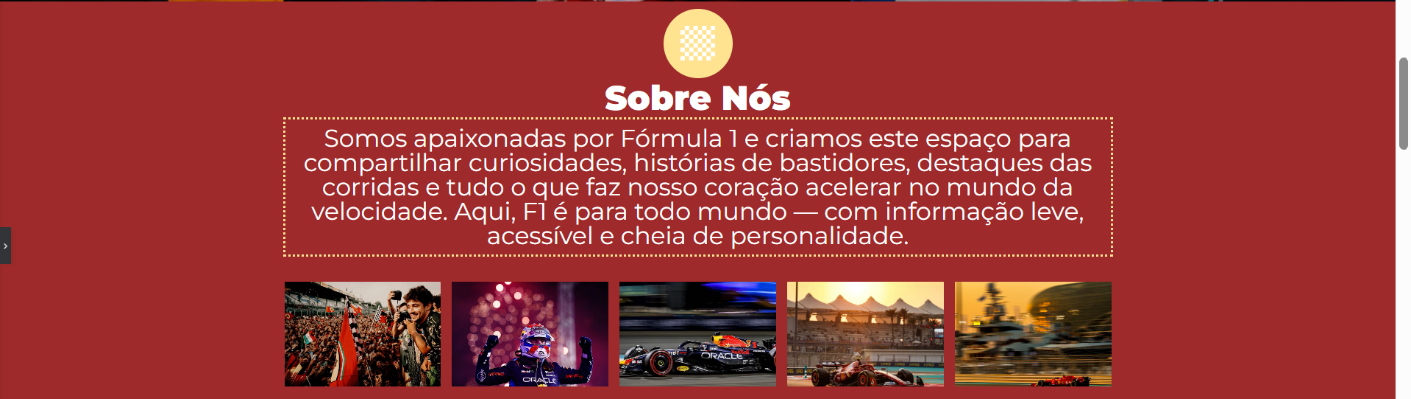 Sobre Nós
Somos apaixonadas por Fórmula 1 e criamos este espaço para
compartilhar curiosidades, histórias de bastidores, destaques das
corridas e tudo o que faz nosso coração acelerar no mundo da
velocidade. Aqui, F1 é para todo mundo — com informação leve,
acessível e cheia de personalidade.
ORACLE
ORACLE